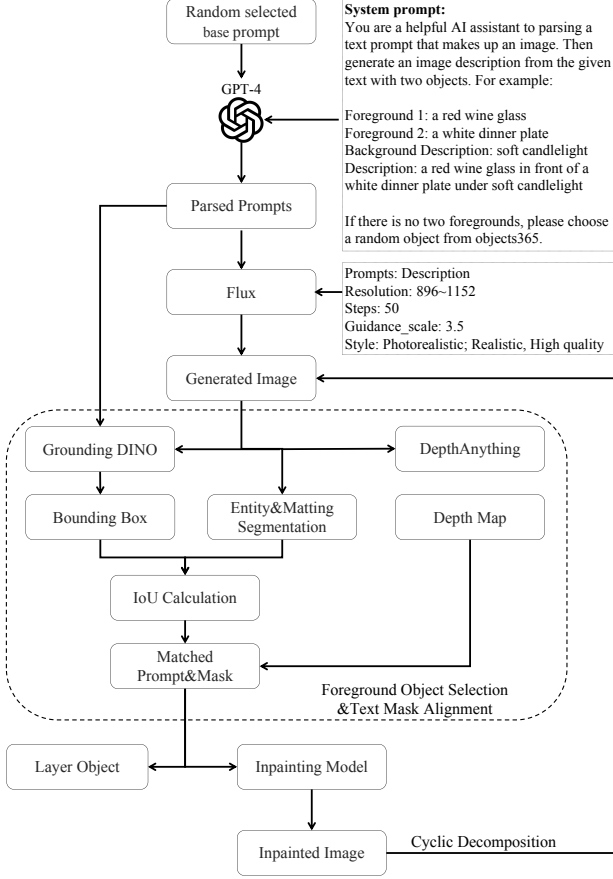 Random selected
base prompt
GPT-4
System prompt:
You are a helpful AI assistant to parsing a
text prompt that makes up an image. Then
generate an image description from the given
text with two objects. For example:
Foreground 1: a red wine glass
Foreground 2: a white dinner plate
Background Description: soft candlelight
Description: a red wine glass in front of a
white dinner plate under soft candlelight
If there is no two foregrounds, please choose
a random object from objects365.
Parsed Prompts
Flux
Prompts: Description
Resolution: 896~1152
Steps: 50
Guidance_scale: 3.5
Style: Photorealistic; Realistic, High quality
Generated Image
Grounding DINO
DepthAnything
Bounding Box
Entity&Matting
Segmentation
Depth Map
IoU Calculation
Matched
Prompt&Mask
Foreground Object Selection
&Text Mask Alignment
Layer Object
Inpainting Model
Inpainted Image
Cyclic Decomposition